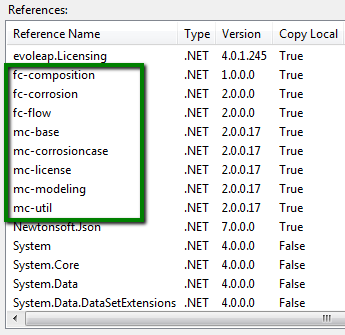 References:
Reference Name Type Version Copy Local
evoleap.Licensing .NET 4.0.1.245 True
fc-composition .NET 1.0.0.0 True
fc-corrosion .NET 2.0.0.0 True
fc-flow .NET 2.0.0.0 True
mc-base .NET 2.0.0.17 True
mc-corrosioncase .NET 2.0.0.17 True
mc-license .NET 2.0.0.17 True
mc-modeling .NET 2.0.0.17 True
mc-util .NET 2.0.0.17 True
Newtonsoft.Json .NET 7.0.0.0 True
System .NET 4.0.0.0 False
System.Core .NET 4.0.0.0 False
System.Data .NET 4.0.0.0 False
System.Data.DataSetExtensions .NET 4.0.0.0 False